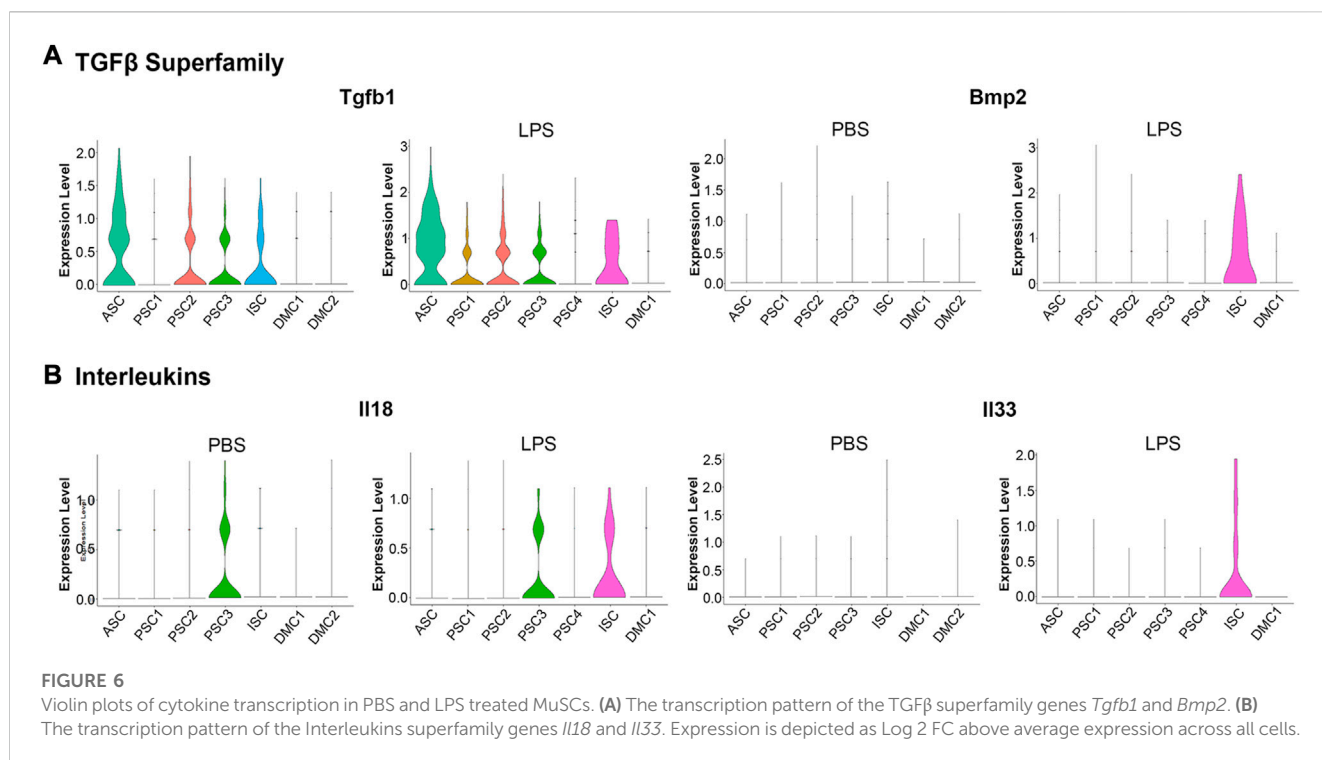 A TGFβ Superfamily
Tgfb1
Bmp2
LPS
PBS
LPS
Expression Level
2.0
1.5
1.0
0.5
0.0
ASC PSC1 PSC2 PSC3 ISC DMC1 DMC2
Expression Level
3
2
1
0
ASC PSC1 PSC2 PSC3 PSC4 ISC DMC1
Expression Level
2.0
1.5
1.0
0.5
0.0
ASC PSC1 PSC2 PSC3 ISC DMC1 DMC2
Expression Level
3
2
1
0
ASC PSC1 PSC2 PSC3 PSC4 ISC DMC1
B Interleukins
Il18
Il33
PBS
LPS
PBS
LPS
Expression Level
Expression Level
1.0
0.5
0.0
ASC PSC1 PSC2 PSC3 ISC DMC1 DMC2
Expression Level
1.0
0.5
0.0
ASC PSC1 PSC2 PSC3 PSC4 ISC DMC1
Expression Level
2.5
2.0
1.5
1.0
0.5
0.0
ASC PSC1 PSC2 PSC3 ISC DMC1 DMC2
Expression Level
2.0
1.5
1.0
0.5
0.0
ASC PSC1 PSC2 PSC3 PSC4 ISC DMC1
FIGURE 6
Violin plots of cytokine transcription in PBS and LPS treated MuSCs. (A) The transcription pattern of the TGFβ superfamily genes Tgfb1 and Bmp2. (B)
The transcription pattern of the Interleukins superfamily genes Il18 and Il33. Expression is depicted as Log 2 FC above average expression across all cells.